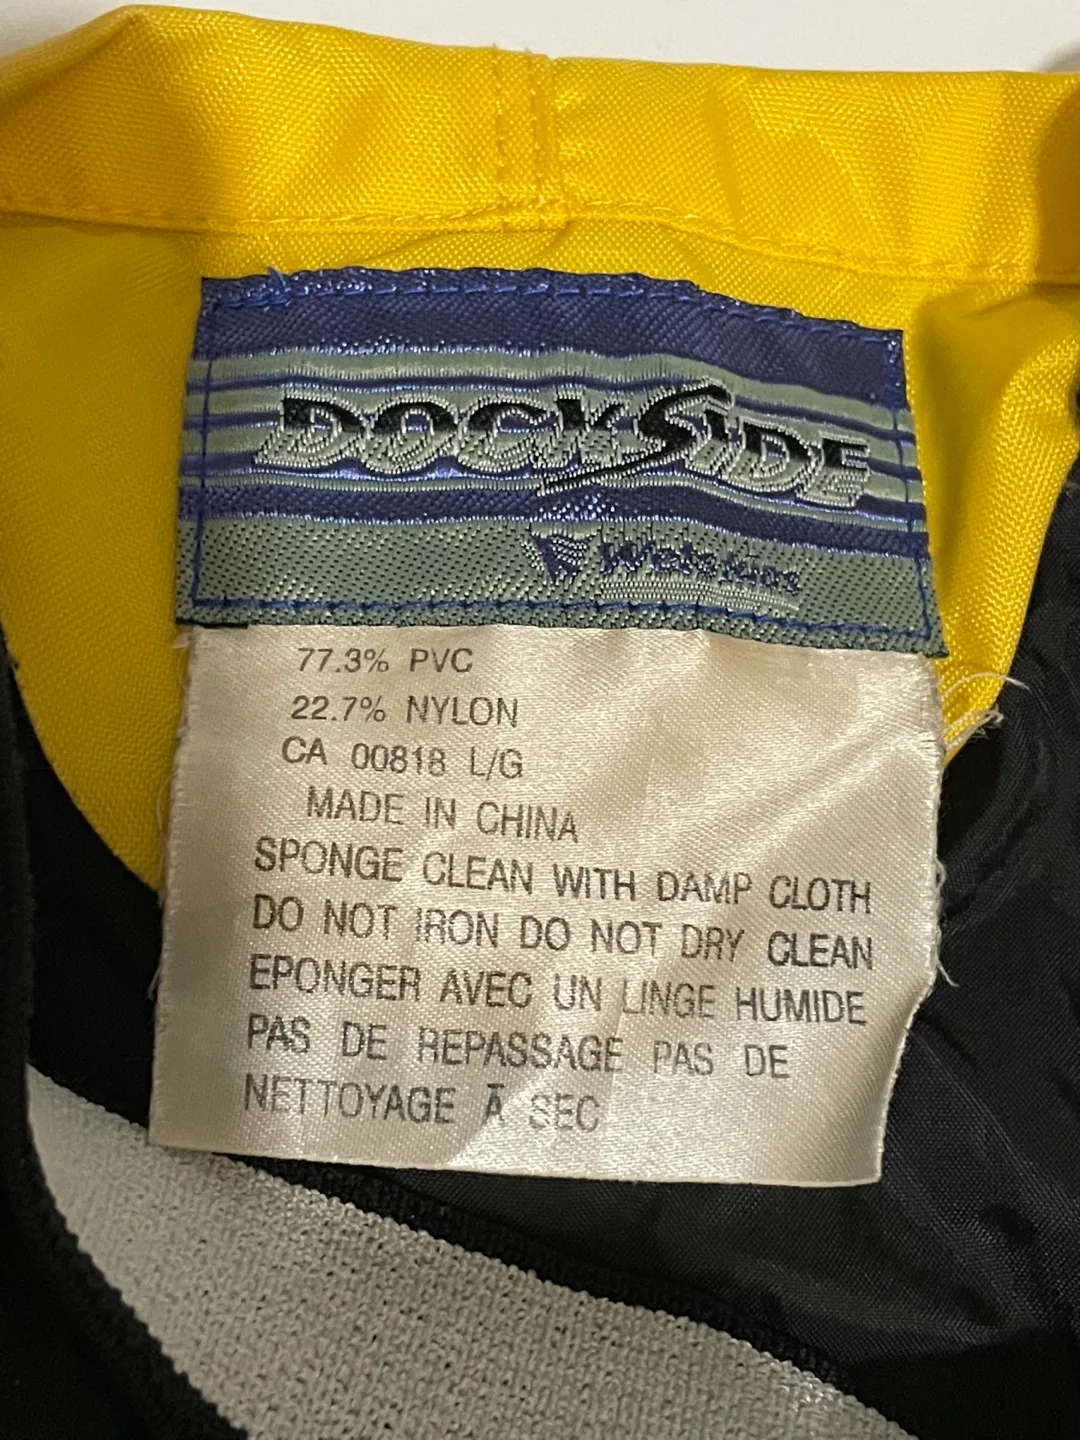 DOCKSIDE
Wetskins
77.3% PVC
22.7% NYLON
CA 00818 L/G
MADE IN CHINA
SPONGE CLEAN WITH DAMP CLOTH
DO NOT IRON DO NOT DRY CLEAN
EPONGER AVEC UN LINGE HUMIDE
PAS DE REPASSAGE PAS DE
NETTOYAGE À SEC